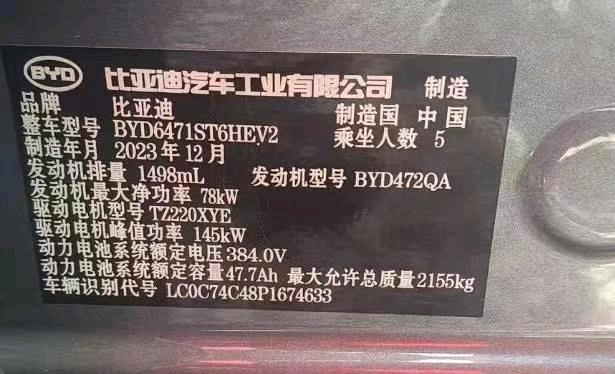 BYD 比亚迪汽车工业有限公司 制造
品牌 比亚迪 制造国 中国
整车型号 BYD6471ST6HEV2 乘坐人数 5
制造年月 2023年12月
发动机排量 1498mL 发动机型号 BYD472QA
发动机最大净功率 78kW
驱动电机型号 TZ220XYE
驱动电机峰值功率 145kW
动力电池系统额定电压 384.0V
动力电池系统额定容量 47.7Ah 最大允许总质量 2155kg
车辆识别代号 LC0C74C48P1674633